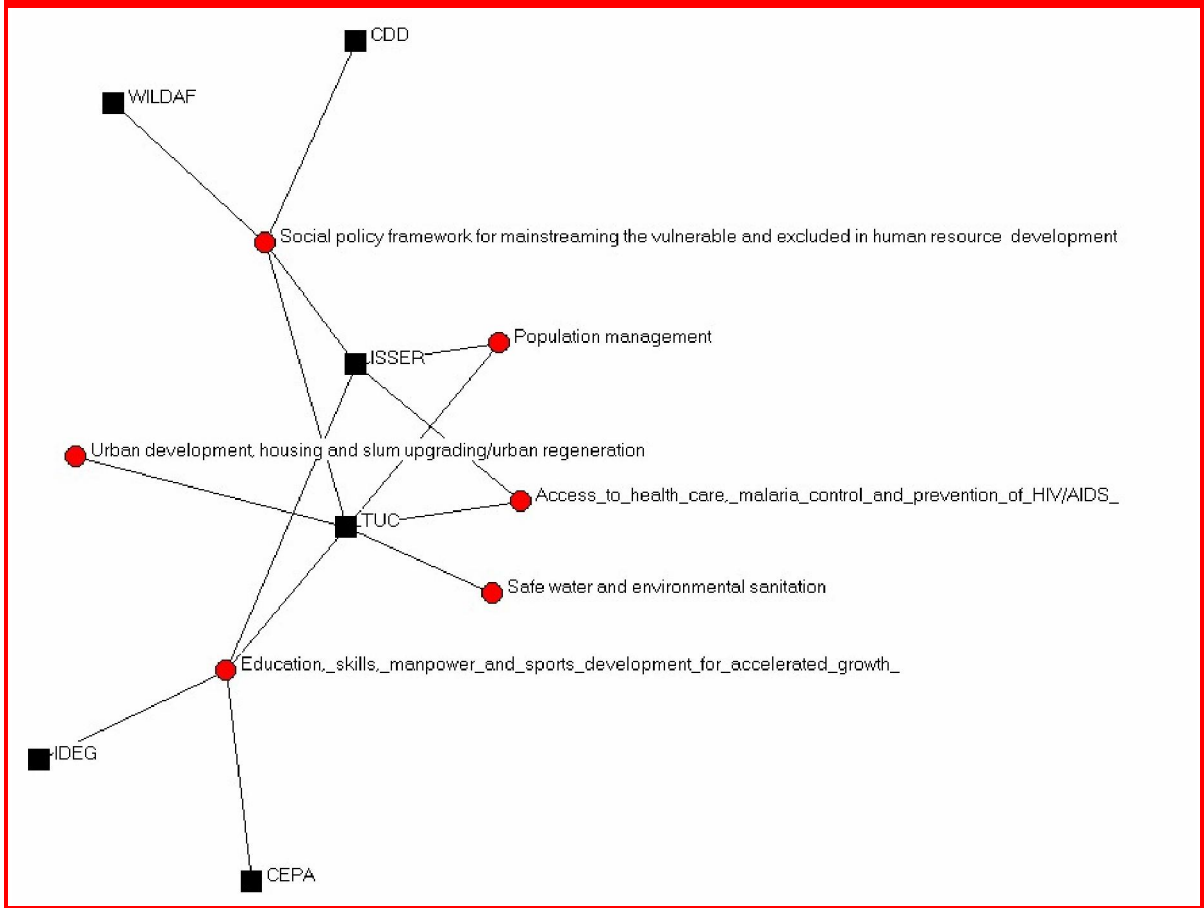 CDD
WILDAF
Social policy framework for mainstreaming the vulnerable and excluded in human resource development
Population management
ISSER
Urban development, housing and slum upgrading/urban regeneration
Access_to_health_care,_malaria_control_and_prevention_of_HIV/AIDS_
TUC
Safe water and environmental sanitation
Education,_skills,_manpower_and_sports_development_for_accelerated_growth_
IDEG
CEPA